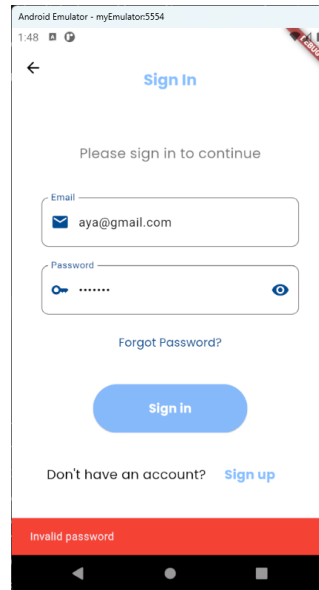 Android Emulator - myEmulator:5554
1:48
Sign In
Please sign in to continue
Email
aya@gmail.com
Password
•••••••
Forgot Password?
Sign in
Don't have an account? Sign up
Invalid password